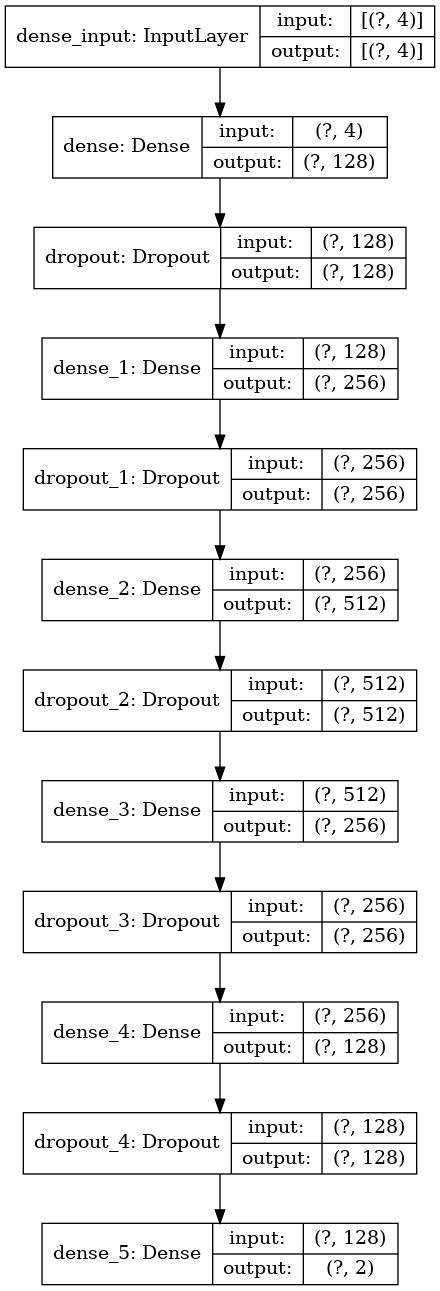 dense_input: InputLayer input: [(?, 4)]
output: [(?, 4)]
dense: Dense input: (?, 4)
output: (?, 128)
dropout: Dropout input: (?, 128)
output: (?, 128)
dense_1: Dense input: (?, 128)
output: (?, 256)
dropout_1: Dropout input: (?, 256)
output: (?, 256)
dense_2: Dense input: (?, 256)
output: (?, 512)
dropout_2: Dropout input: (?, 512)
output: (?, 512)
dense_3: Dense input: (?, 512)
output: (?, 256)
dropout_3: Dropout input: (?, 256)
output: (?, 256)
dense_4: Dense input: (?, 256)
output: (?, 128)
dropout_4: Dropout input: (?, 128)
output: (?, 128)
dense_5: Dense input: (?, 128)
output: (?, 2)